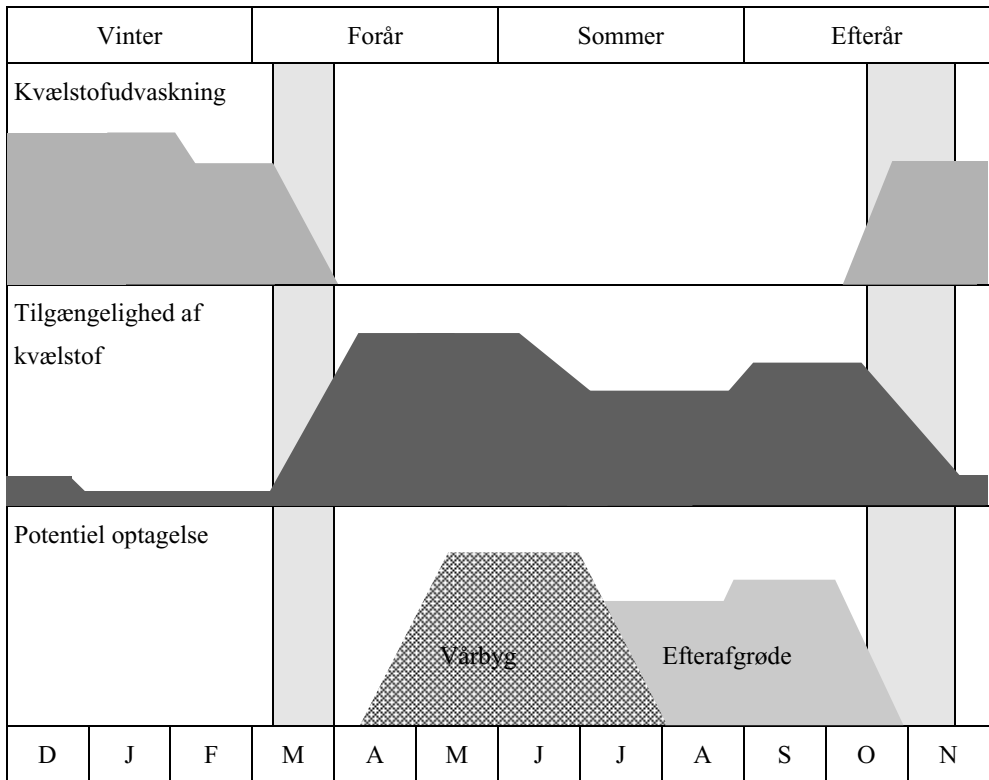 Vinter Forår Sommer Efterår
Kvælstofudvaskning
Tilgængelighed af
kvælstof
Potentiel optagelse
Vårbyg Efterafgrøde
D J F M A M J J A S O N